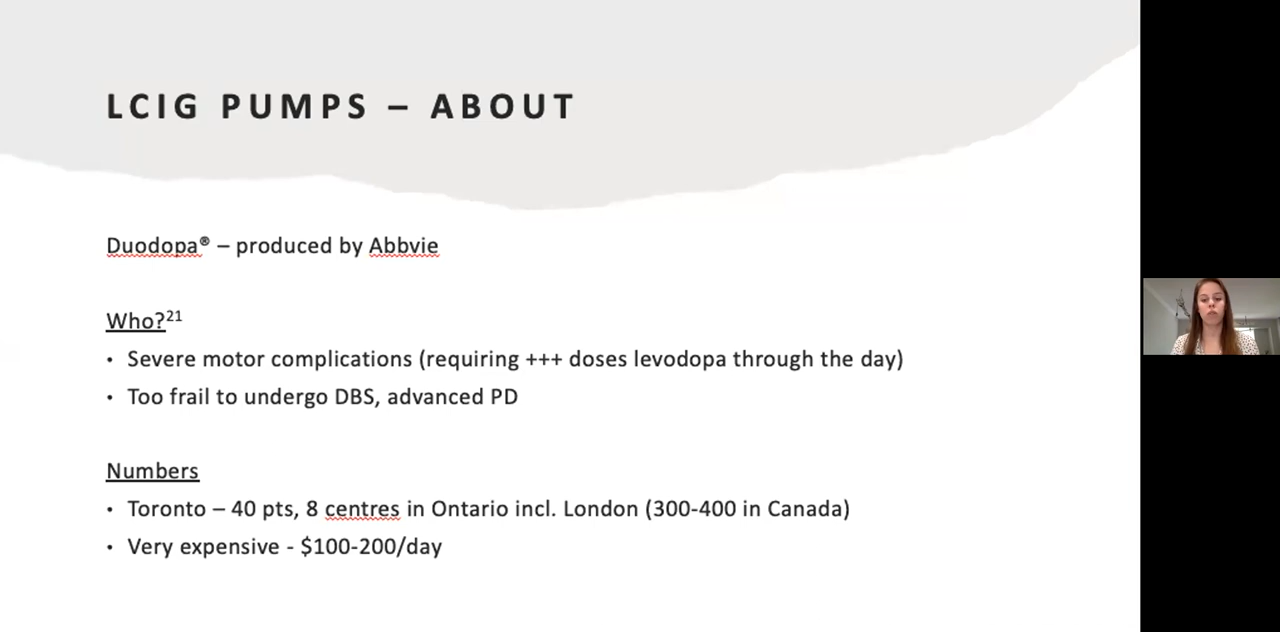 LCIG PUMPS – ABOUT
Duodopa® – produced by Abbvie
Who?21
• Severe motor complications (requiring +++ doses levodopa through the day)
• Too frail to undergo DBS, advanced PD
Numbers
• Toronto – 40 pts, 8 centres in Ontario incl. London (300-400 in Canada)
• Very expensive - $100-200/day